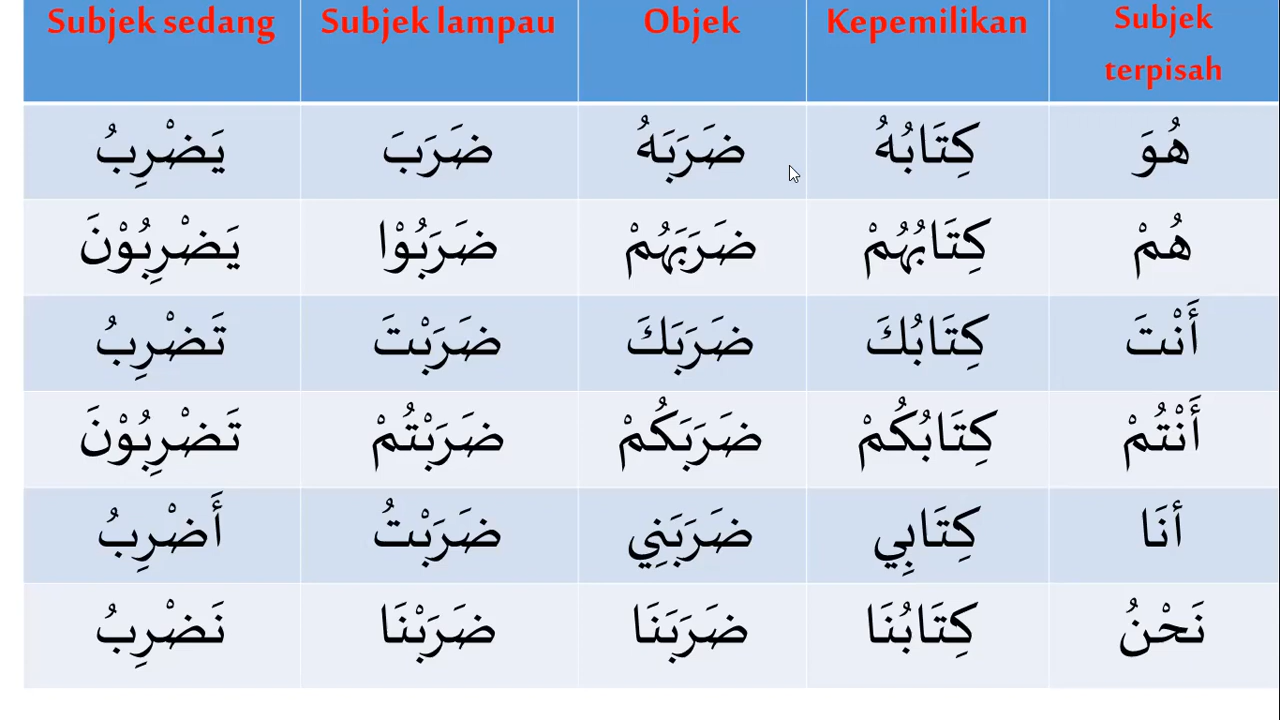 Subjek sedang Subjek lampau Objek Kepemilikan Subjek
terpisah
يَضْرِبُ ضَرَبَ ضَرَبَهُ كِتَابُهُ هُوَ
يَضْرِبُوْنَ ضَرَبُوْا ضَرَبَهُمْ كِتَابُهُمْ هُمْ
تَضْرِبُ ضَرَبْتَ ضَرَبَكَ كِتَابُكَ أَنْتَ
تَضْرِبُوْنَ ضَرَبْتُمْ ضَرَبَكُمْ كِتَابُكُمْ أَنْتُمْ
أَضْرِبُ ضَرَبْتُ ضَرَبَنِي كِتَابِي أنَا
نَضْرِبُ ضَرَبْنَا ضَرَبَنَا كِتَابُنَا نَحْنُ